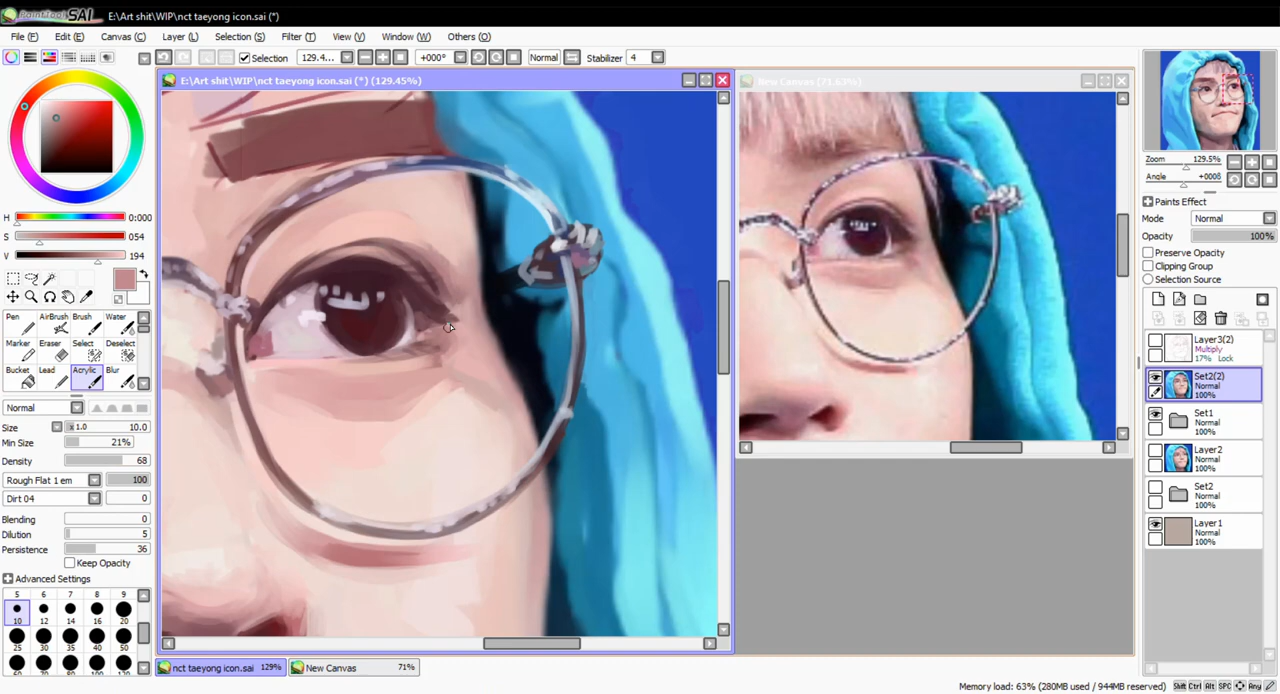 PaintTool SAI E:\Art shit\WIP\nct taeyong icon.sai (*)
File (F) Edit (E) Canvas (C) Layer (L) Selection (S) Filter (T) View (V) Window (W) Others (O)
Selection 129.4... +000° Normal Stabilizer 4
E:\Art shit\WIP\nct taeyong icon.sai (*) (129.45%)
New Canvas (71.63%)
Zoom 129.5%
Angle +000δ
Paints Effect
Mode Normal
Opacity 100%
Preserve Opacity
Clipping Group
Selection Source
Layer3(2)
Multiply
17% Lock
Set2(2)
Normal
100%
Set1
Normal
100%
Layer2
Normal
100%
Set2
Normal
100%
Layer1
Normal
100%
H 0:000
S 054
V 194
Pen AirBrush Brush Water
Marker Eraser Select Deselect
Bucket Lead Acrylic Blur
Normal
Size x 1.0 10.0
Min Size 21%
Density 68
Rough Flat 1 em 100
Dirt 04 0
Blending 0
Dilution 5
Persistence 36
Keep Opacity
Advanced Settings
5 6 7 8 9
10 12 14 16 20
25 30 35 40 50
nct taeyong icon.sai 129% New Canvas 71%
Memory load: 63% (280MB used / 944MB reserved) Shift Ctrl Alt SPC Any